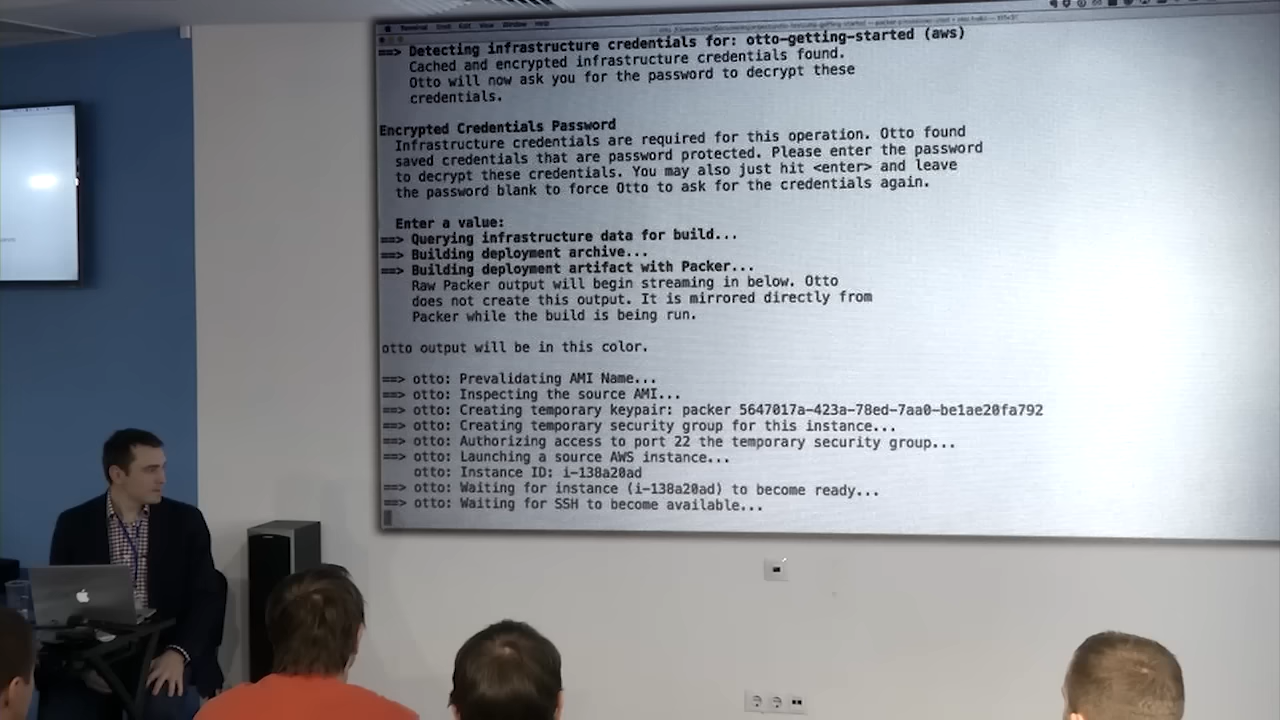 Terminal Shell Edit View Window Help
==> Detecting infrastructure credentials for: otto-getting-started (aws)
Cached and encrypted infrastructure credentials found.
Otto will now ask you for the password to decrypt these
credentials.
Encrypted Credentials Password
Infrastructure credentials are required for this operation. Otto found
saved credentials that are password protected. Please enter the password
to decrypt these credentials. You may also just hit <enter> and leave
the password blank to force Otto to ask for the credentials again.
Enter a value:
==> Querying infrastructure data for build...
==> Building deployment archive...
==> Building deployment artifact with Packer...
Raw Packer output will begin streaming in below. Otto
does not create this output. It is mirrored directly from
Packer while the build is being run.
otto output will be in this color.
==> otto: Prevalidating AMI Name...
==> otto: Inspecting the source AMI...
==> otto: Creating temporary keypair: packer 5647017a-423a-78ed-7aa0-be1ae20fa792
==> otto: Creating temporary security group for this instance...
==> otto: Authorizing access to port 22 the temporary security group...
==> otto: Launching a source AWS instance...
otto: Instance ID: i-138a20ad
==> otto: Waiting for instance (i-138a20ad) to become ready...
==> otto: Waiting for SSH to become available...